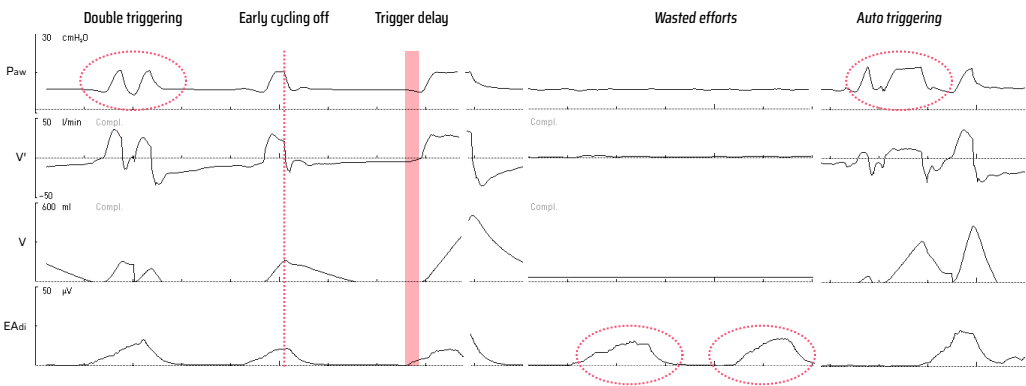 Double triggering Early cycling off Trigger delay Wasted efforts Auto triggering
30 cmH₂O
Paw
50 l/min Compl. Compl.
V'
-50
600 ml Compl. Compl.
V
50 µV
EAdi